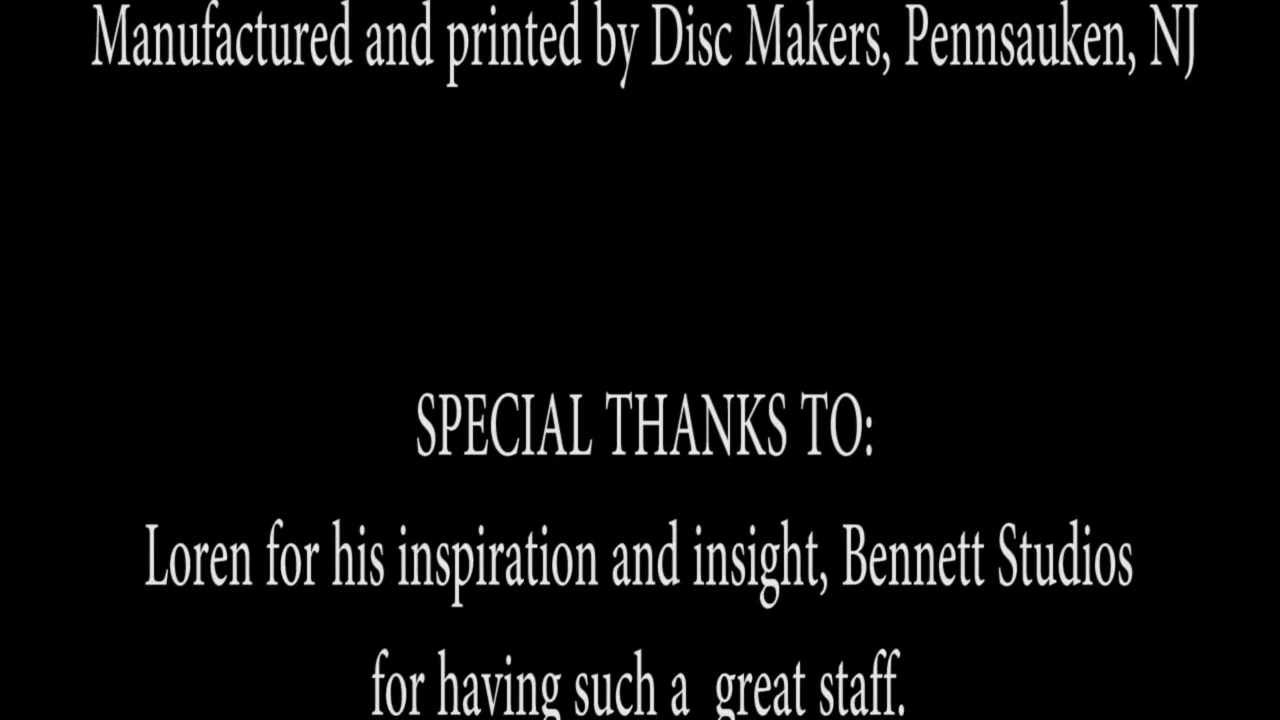 Manufactured and printed by Disc Makers, Pennsauken, NJ
SPECIAL THANKS TO:
Loren for his inspiration and insight, Bennett Studios
for having such a  great staff.